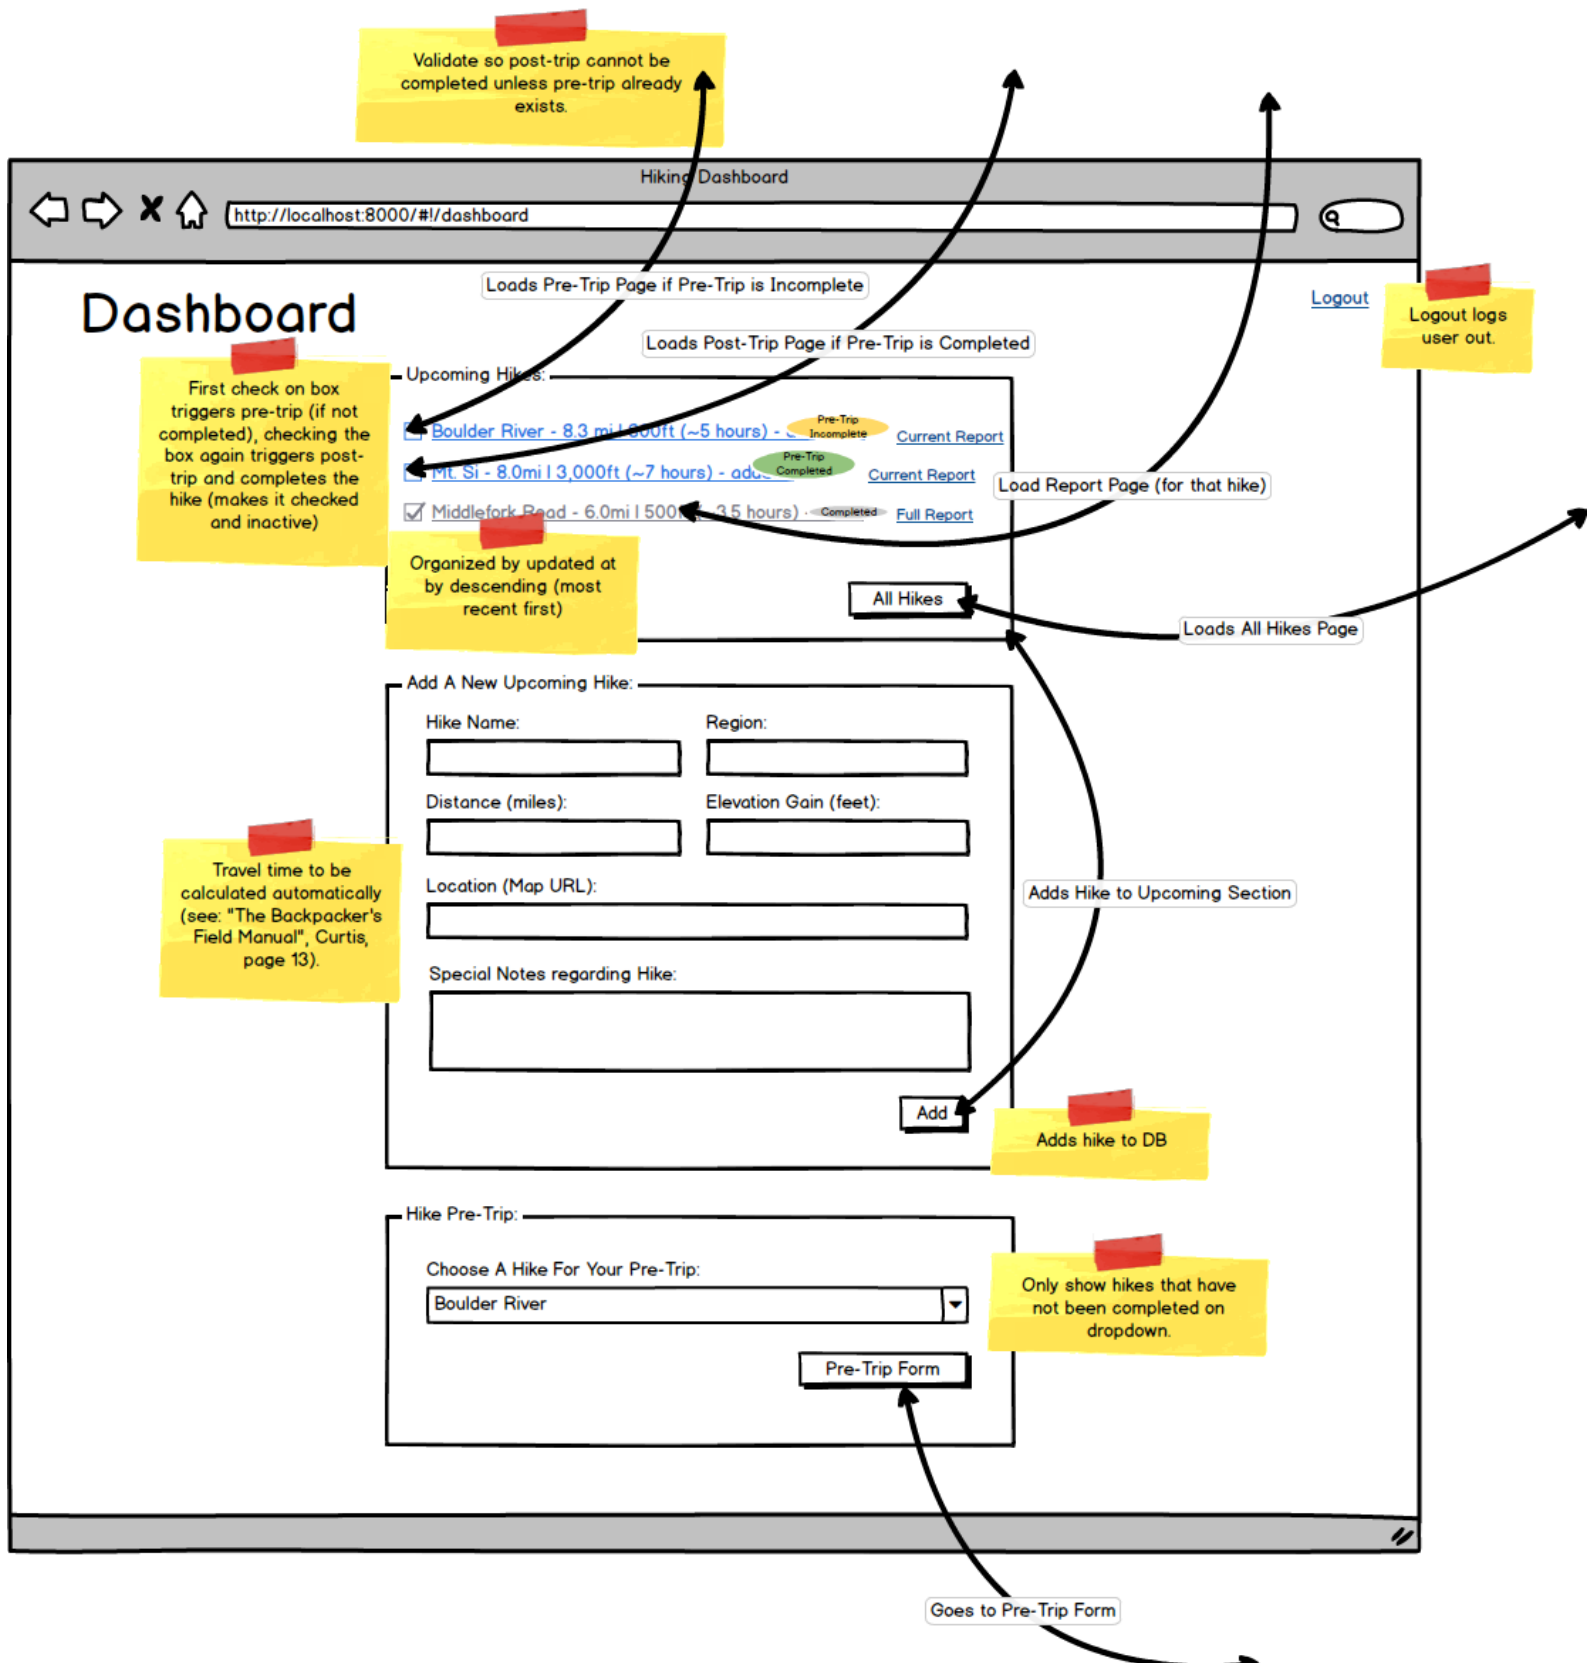 Validate so post-trip cannot be
completed unless pre-trip already
exists.
Hiking Dashboard
http://localhost:8000/#!/dashboard
Loads Pre-Trip Page if Pre-Trip is Incomplete
Dashboard
Logout
Logout logs
user out.
Loads Post-Trip Page if Pre-Trip is Completed
First check on box
triggers pre-trip (if not
completed), checking the
box again triggers post-
trip and completes the
hike (makes it checked
and inactive)
Upcoming Hikes:
Boulder River - 8.3 mi | 800ft (~5 hours) -
Pre-Trip
Incomplete
Current Report
Mt. Si - 8.0mi | 3,000ft (~7 hours) -
Pre-Trip
Completed
Current Report
Load Report Page (for that hike)
Middlefork Road - 6.0mi | 500ft (~3.5 hours) -
Completed
Full Report
Organized by updated at
by descending (most
recent first)
All Hikes
Loads All Hikes Page
Add A New Upcoming Hike:
Hike Name:
Region:
Distance (miles):
Elevation Gain (feet):
Travel time to be
calculated automatically
(see: "The Backpacker's
Field Manual", Curtis,
page 13).
Location (Map URL):
Adds Hike to Upcoming Section
Special Notes regarding Hike:
Add
Adds hike to DB
Hike Pre-Trip:
Choose A Hike For Your Pre-Trip:
Boulder River
Only show hikes that have
not been completed on
dropdown.
Pre-Trip Form
Goes to Pre-Trip Form